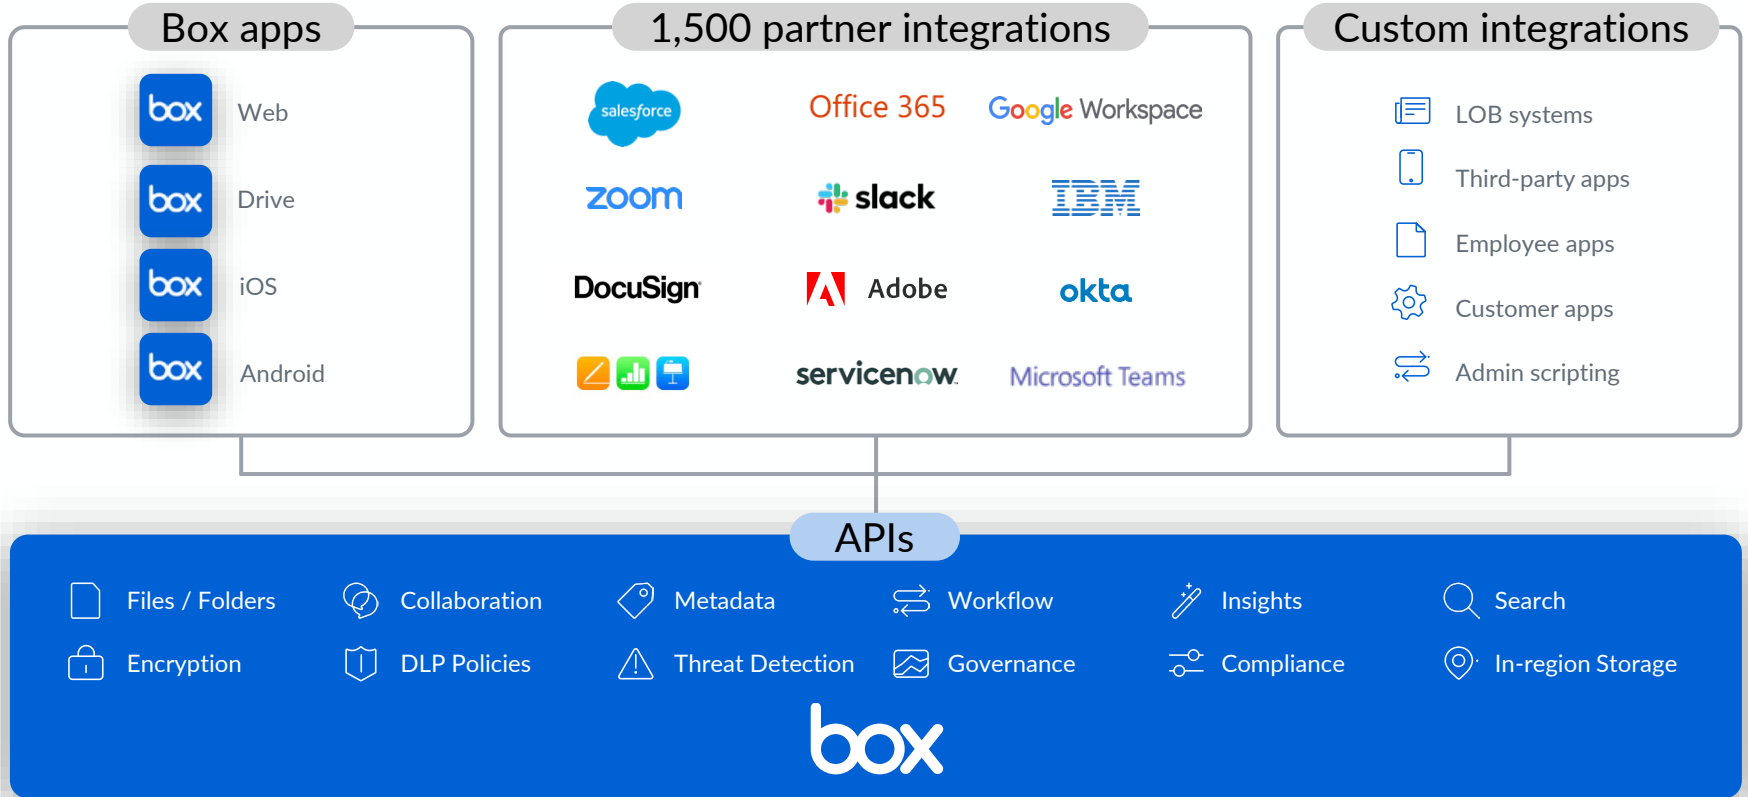 Box apps
box Web
box Drive
box iOS
box Android
1,500 partner integrations
salesforce Office 365 Google Workspace
zoom slack IBM
DocuSign Adobe okta
servicenow Microsoft Teams
Custom integrations
LOB systems
Third-party apps
Employee apps
Customer apps
Admin scripting
APIs
Files / Folders Collaboration Metadata Workflow Insights Search
Encryption DLP Policies Threat Detection Governance Compliance In-region Storage
box